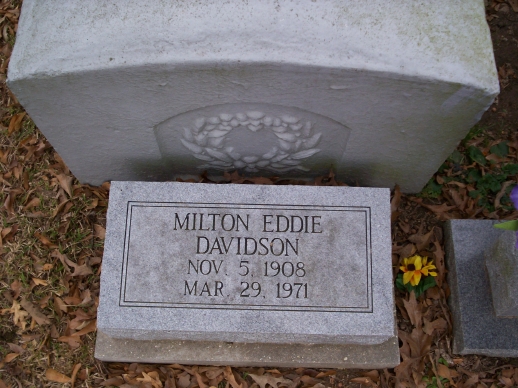 MILTON EDDIE
DAVIDSON
NOV. 5, 1908
MAR. 29, 1971